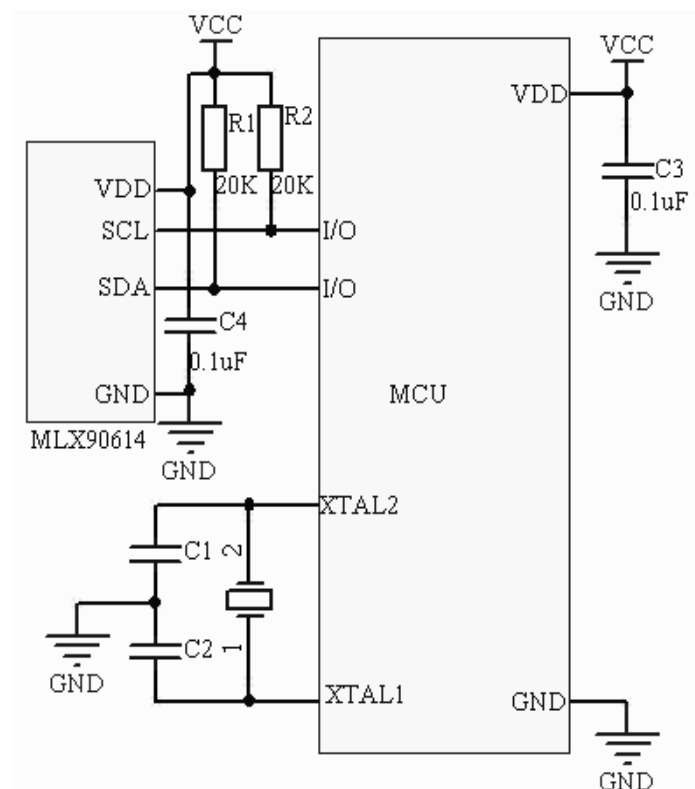 VCC
VCC
VDD
R1
R2
C3
VDD
20K
20K
0.1uF
SCL
I/O
SDA
I/O
GND
C4
0.1uF
GND
MCU
MLX90614
GND
XTAL2
C1
2
C2
1
GND
XTAL1
GND
GND